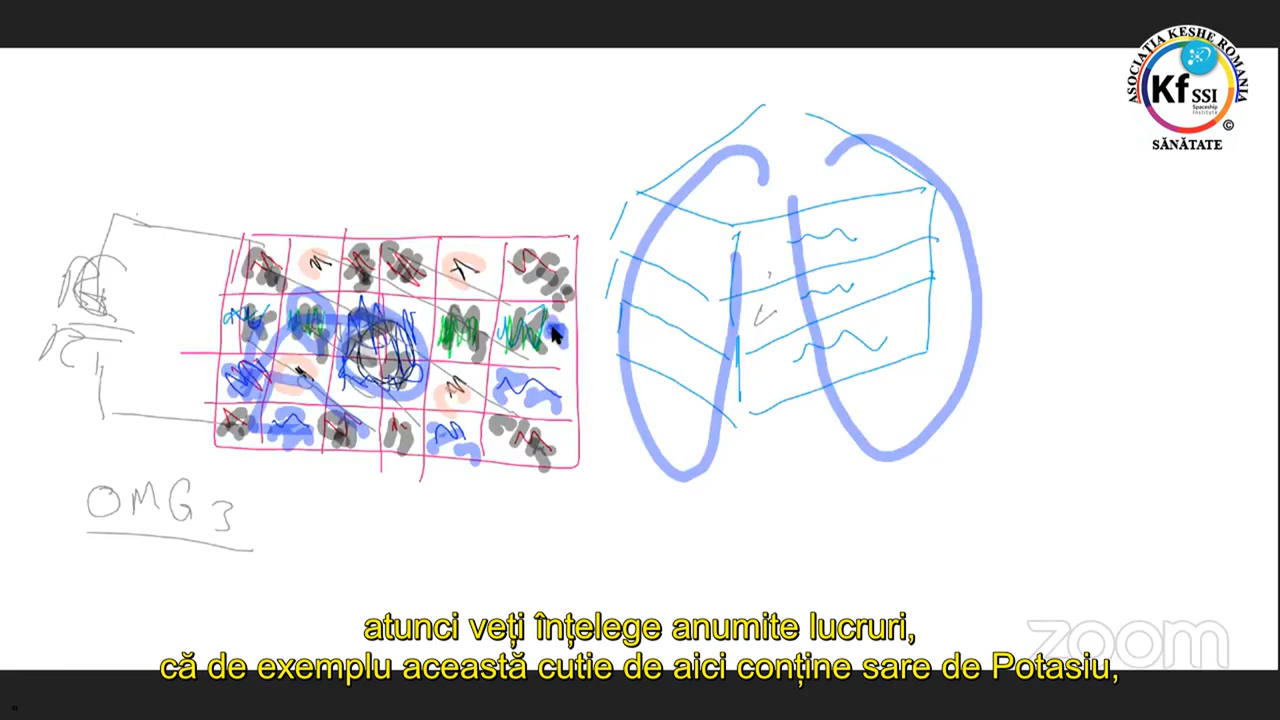 ASOCIAȚIA KESHE ROMANIA
Kf SSI
Spaceship
Institute
©
SĂNĂTATE
OMG 3
atunci veți înțelege anumite lucruri,
că de exemplu această cutie de aici conține sare de Potasiu,
zoom